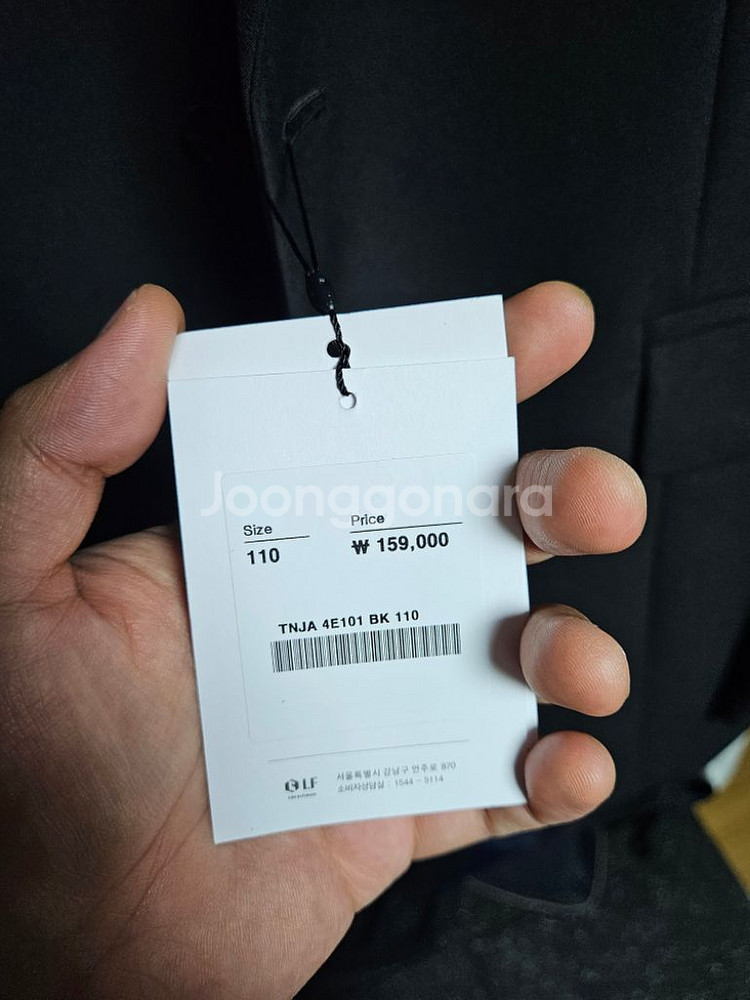 Joonggonara
Size
Price
110
₩ 159,000
TNJA 4E101 BK 110
LF
서울특별시 강남구 언주로 870
소비자상담실 : 1544 - 5114